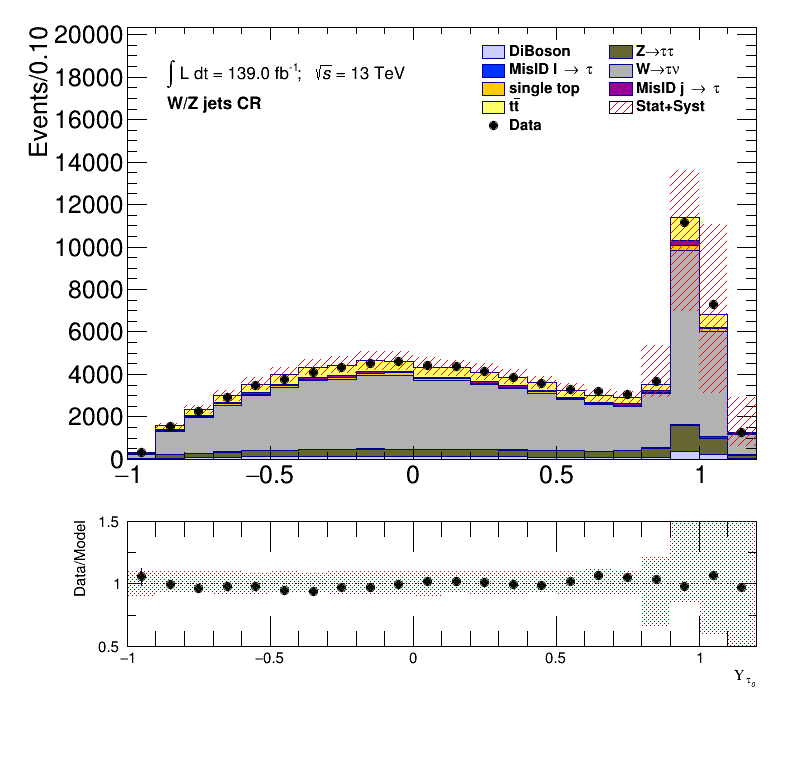 Events/0.10
20000
18000
16000
14000
12000
10000
8000
6000
4000
2000
0
∫ L dt = 139.0 fb⁻¹; √s = 13 TeV
W/Z jets CR
DiBoson
MisID l → τ
single top
tt̄
Data
Z→ττ
W→τν
MisID j → τ
Stat+Syst
−1 −0.5 0 0.5 1
Data/Model
1.5
1
0.5
−1 −0.5 0 0.5 1
Υ_τ₀